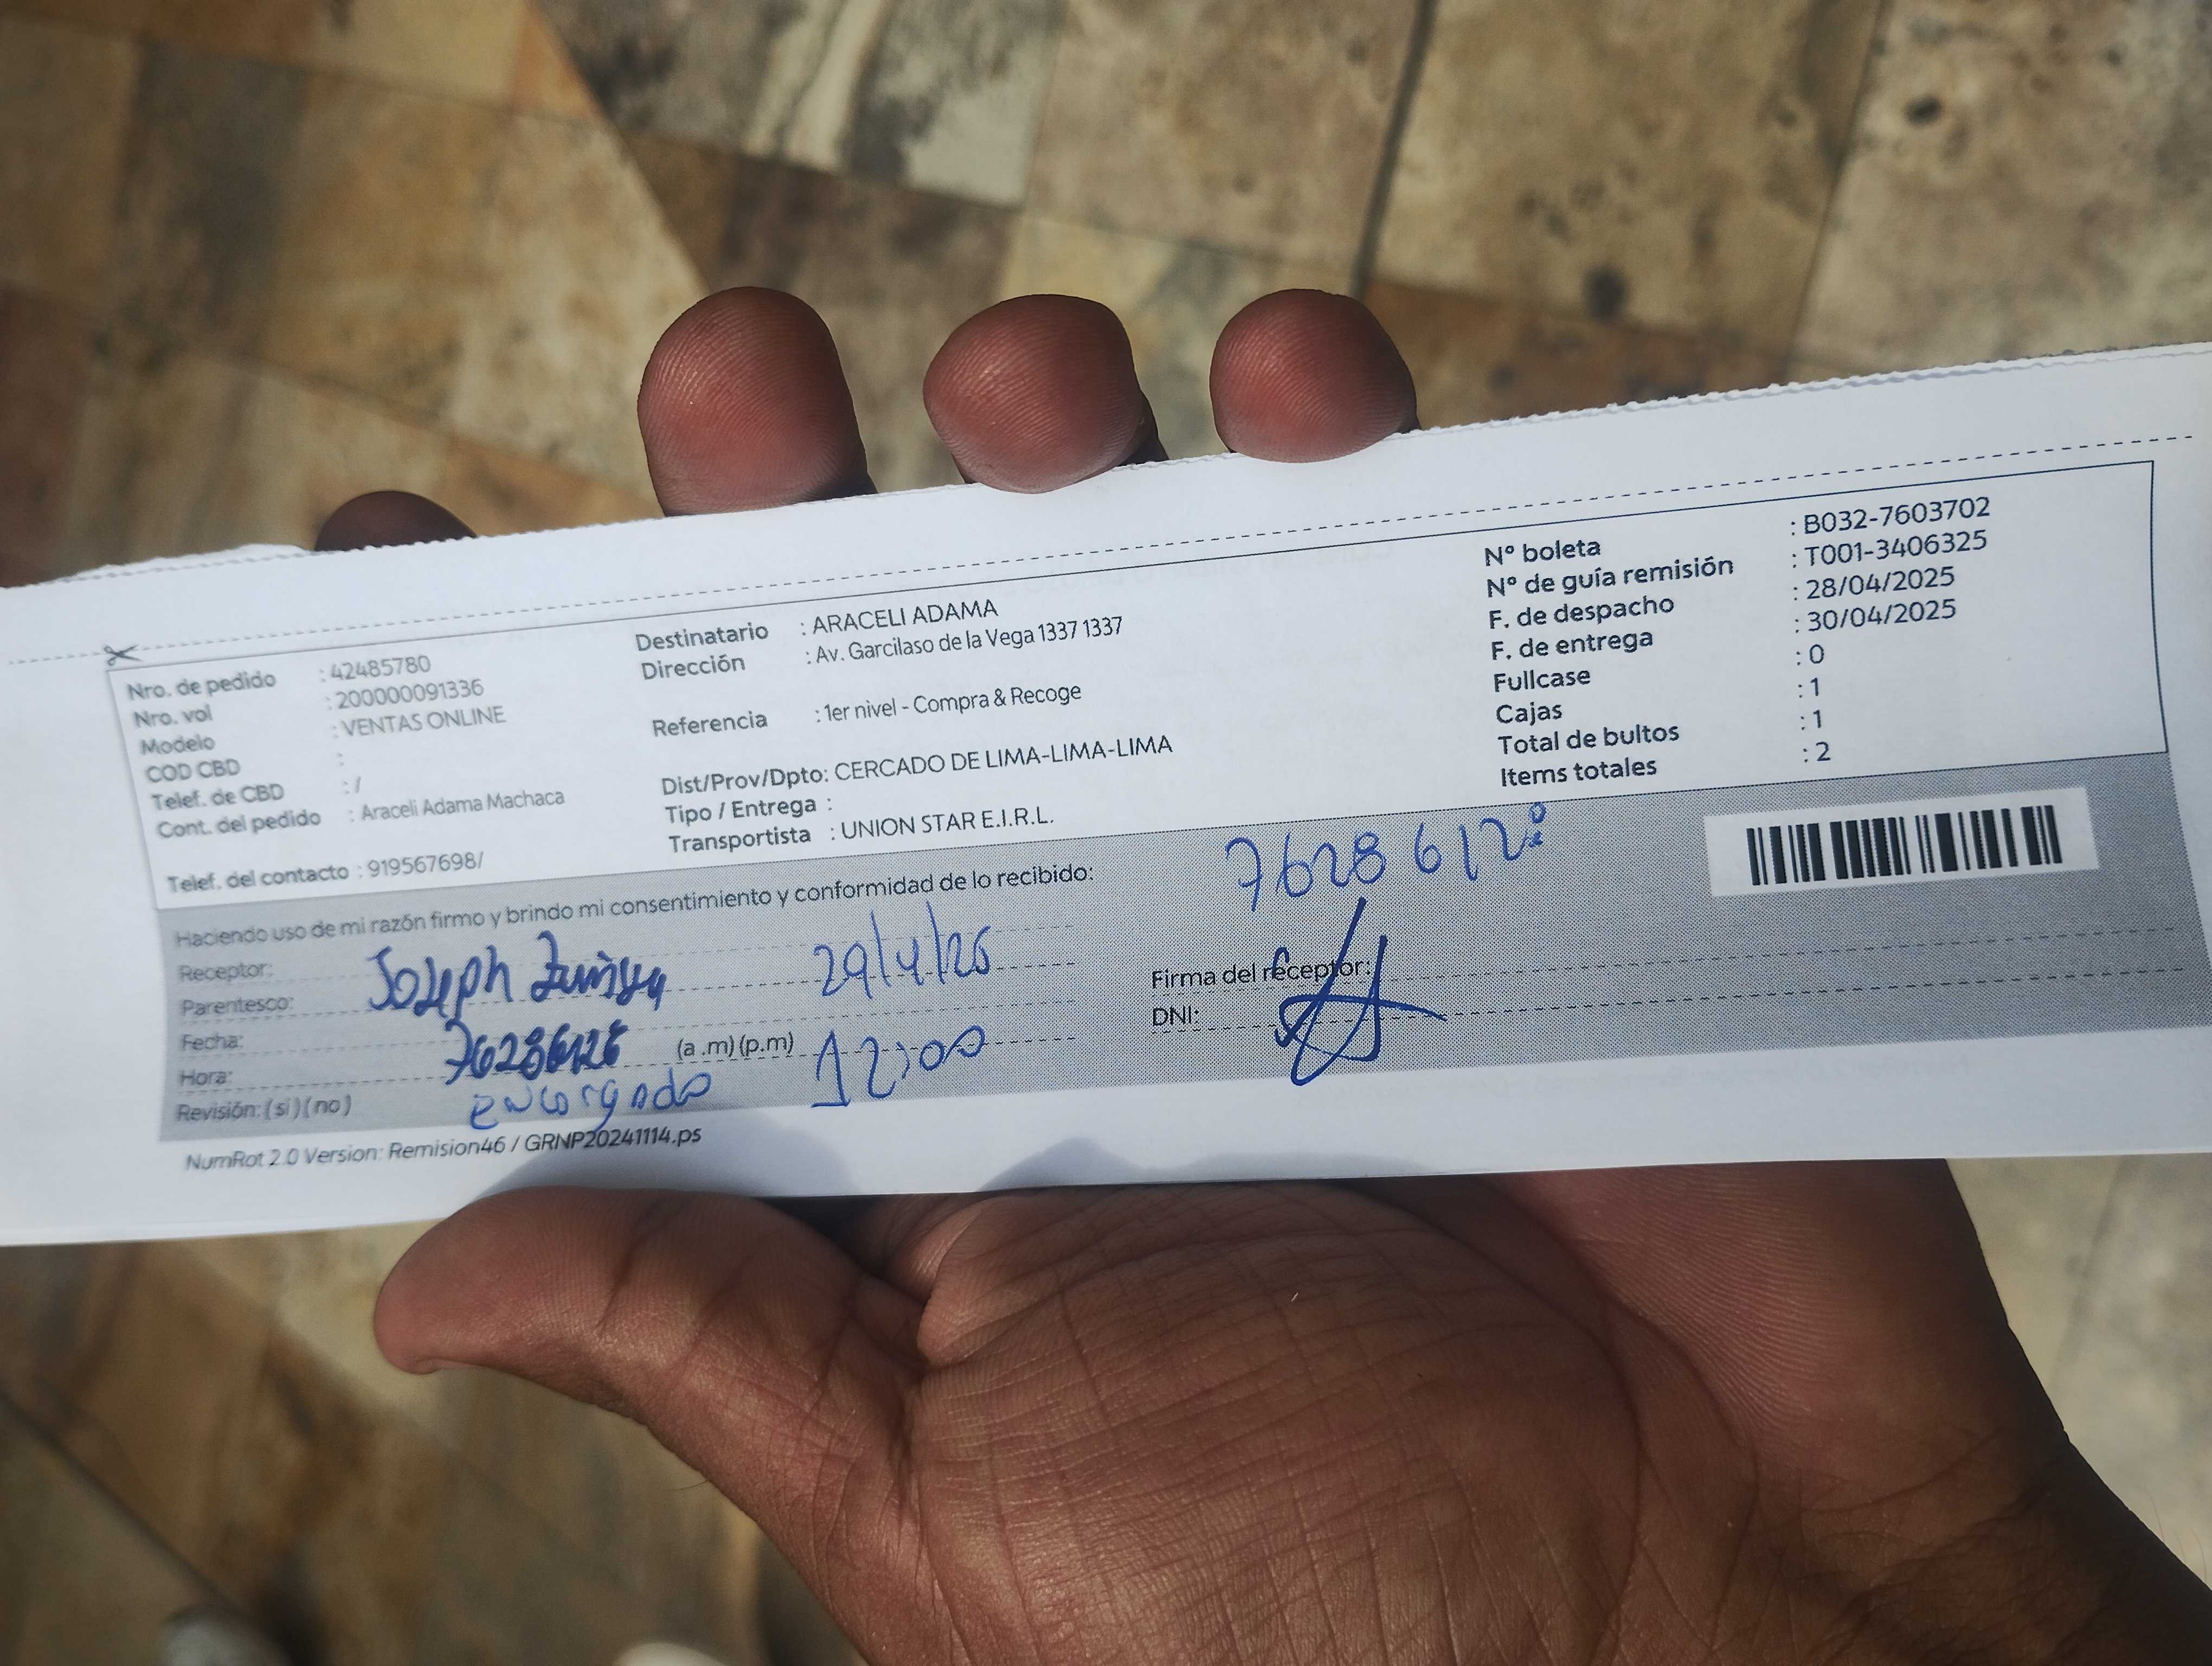 Nro. de pedido : 42485780
Nro. vol : 200000091336
Modelo : VENTAS ONLINE
COD CBD :
Telef. de CBD : /
Cont. del pedido : Araceli Adama Machaca
Telef. del contacto : 919567698/
Destinatario : ARACELI ADAMA
Dirección : Av. Garcilaso de la Vega 1337 1337
Referencia : 1er nivel - Compra & Recoge
Dist/Prov/Dpto: CERCADO DE LIMA-LIMA-LIMA
Tipo / Entrega :
Transportista : UNION STAR E.I.R.L.
N° boleta : B032-7603702
N° de guía remisión : T001-3406325
F. de despacho : 28/04/2025
F. de entrega : 30/04/2025
Fullcase : 0
Cajas : 1
Total de bultos : 1
Items totales : 2
Haciendo uso de mi razón firmo y brindo mi consentimiento y conformidad de lo recibido:
Receptor:
Parentesco: Joseph 29/4/25
Fecha:
Hora: 76286128 (a .m) (p.m) 12:00
Revisión: ( si ) ( no ) encargado
7628612
Firma del receptor:
DNI:
NumRot 2.0 Version: Remision46 / GRNP20241114.ps